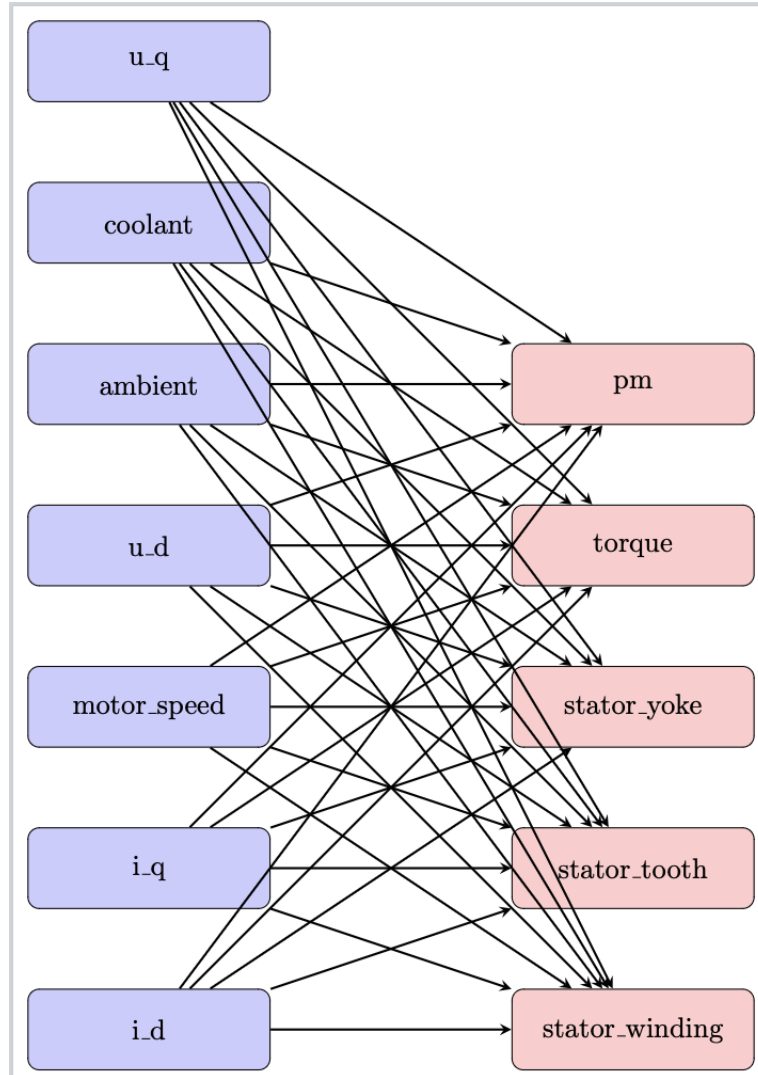 u_q
coolant
ambient
pm
u_d
torque
motor_speed
stator_yoke
i_q
stator_tooth
i_d
stator_winding